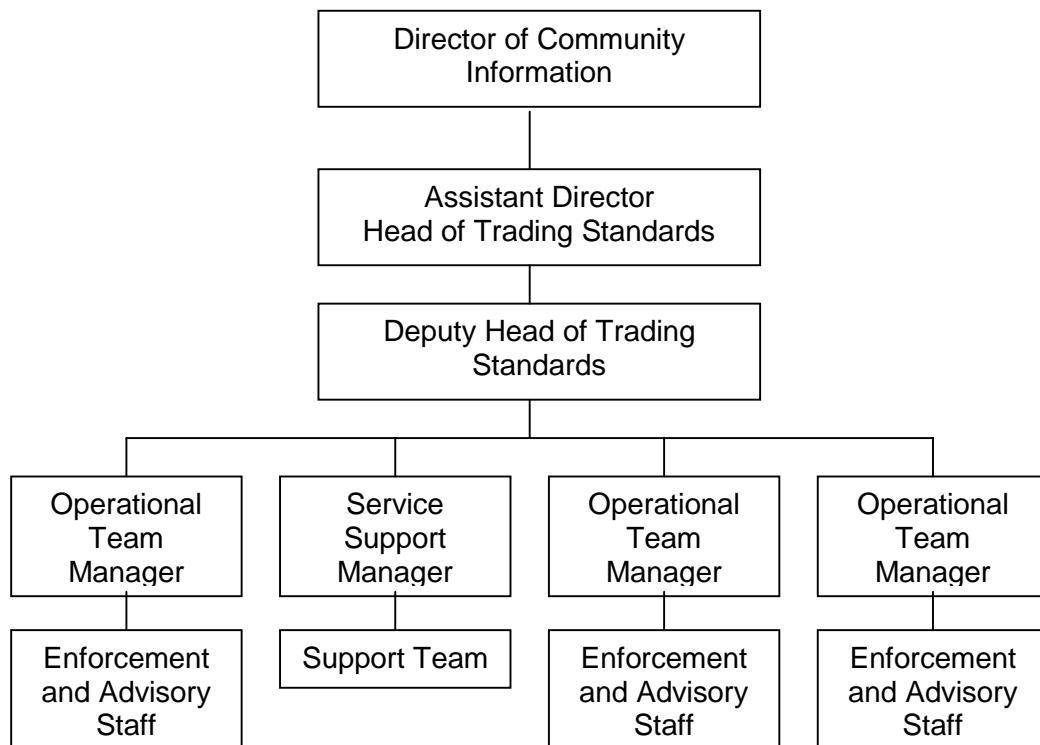 Director of Community
Information
Assistant Director
Head of Trading Standards
Deputy Head of Trading
Standards
Operational
Team
Manager
Service
Support
Manager
Operational
Team
Manager
Operational
Team
Manager
Enforcement
and Advisory
Staff
Support Team
Enforcement
and Advisory
Staff
Enforcement
and Advisory
Staff